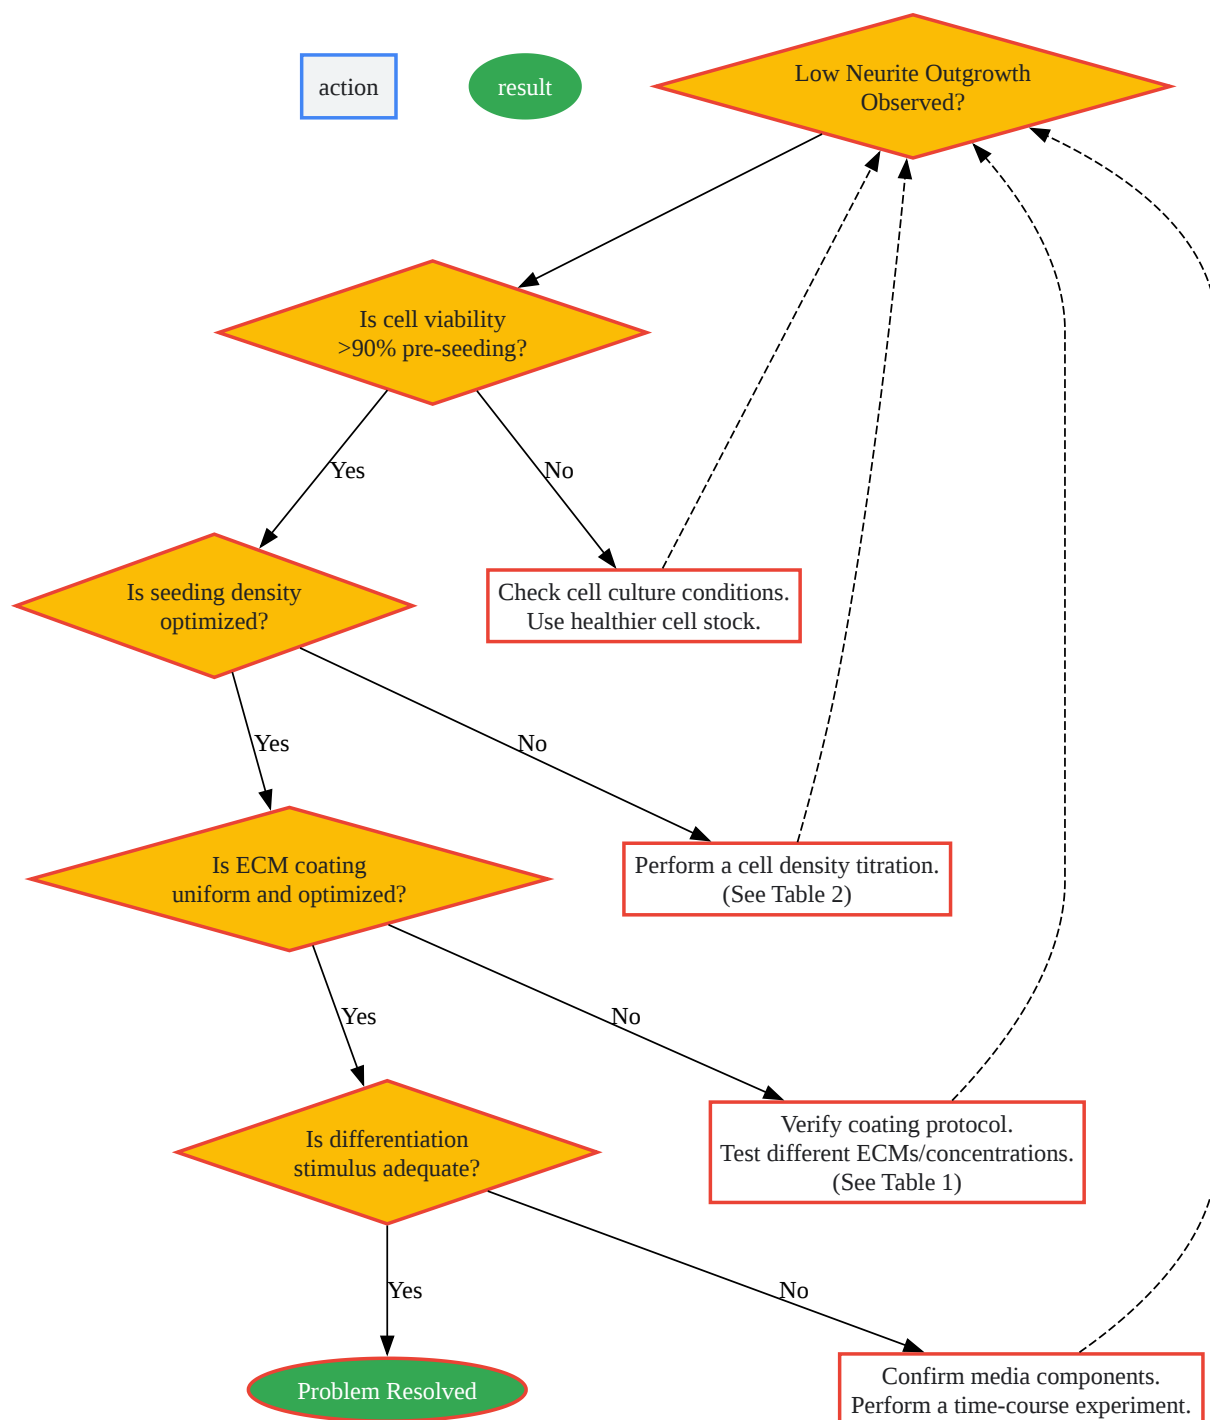 action
result
Low Neurite Outgrowth
Observed?
Is cell viability
>90% pre-seeding?
Yes
No
Is seeding density
optimized?
Check cell culture conditions.
Use healthier cell stock.
Yes
No
Is ECM coating
uniform and optimized?
Perform a cell density titration.
(See Table 2)
Yes
No
Is differentiation
stimulus adequate?
Verify coating protocol.
Test different ECMs/concentrations.
(See Table 1)
Yes
No
Problem Resolved
Confirm media components.
Perform a time-course experiment.